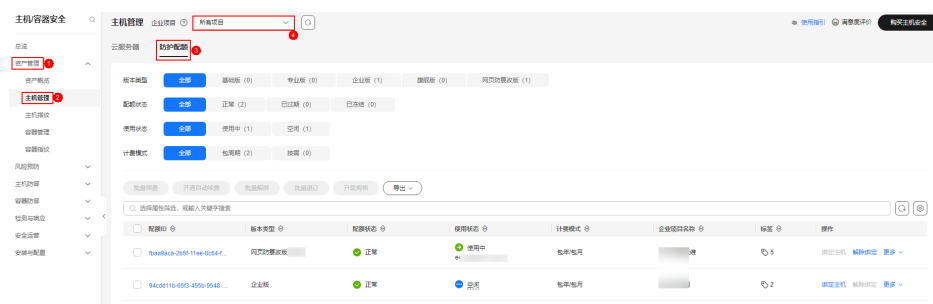 主机/容器安全
主机管理 企业项目 所有项目
4
使用指引 满意度评价 购买主机安全
总览
云服务器 防护配额 3
资产管理 1
资产概览
主机管理 2
主机指纹
容器管理
容器指纹
风险预防
主机防御
容器防御
检测与响应
安全运营
安装与配置
版本类型 全部 基础版 (0) 专业版 (0) 企业版 (1) 旗舰版 (0) 网页防篡改版 (1)
配额状态 全部 正常 (2) 已过期 (0) 已冻结 (0)
使用状态 全部 使用中 (1) 空闲 (1)
计费模式 全部 包周期 (2) 按需 (0)
批量续费 开通自动续费 批量解绑 批量退订 升级规格 导出
选择属性筛选，或输入关键字搜索
配额ID 版本类型 配额状态 使用状态 计费模式 企业项目名称 标签 操作
fbaa9aca-2b5f-11ee-8c54-f... 网页防篡改版 正常 使用中 包年/包月 5 绑定主机 解除绑定 更多
94cdd11b-65f3-455b-9548-... 企业版 正常 空闲 包年/包月 2 绑定主机 解除绑定 更多